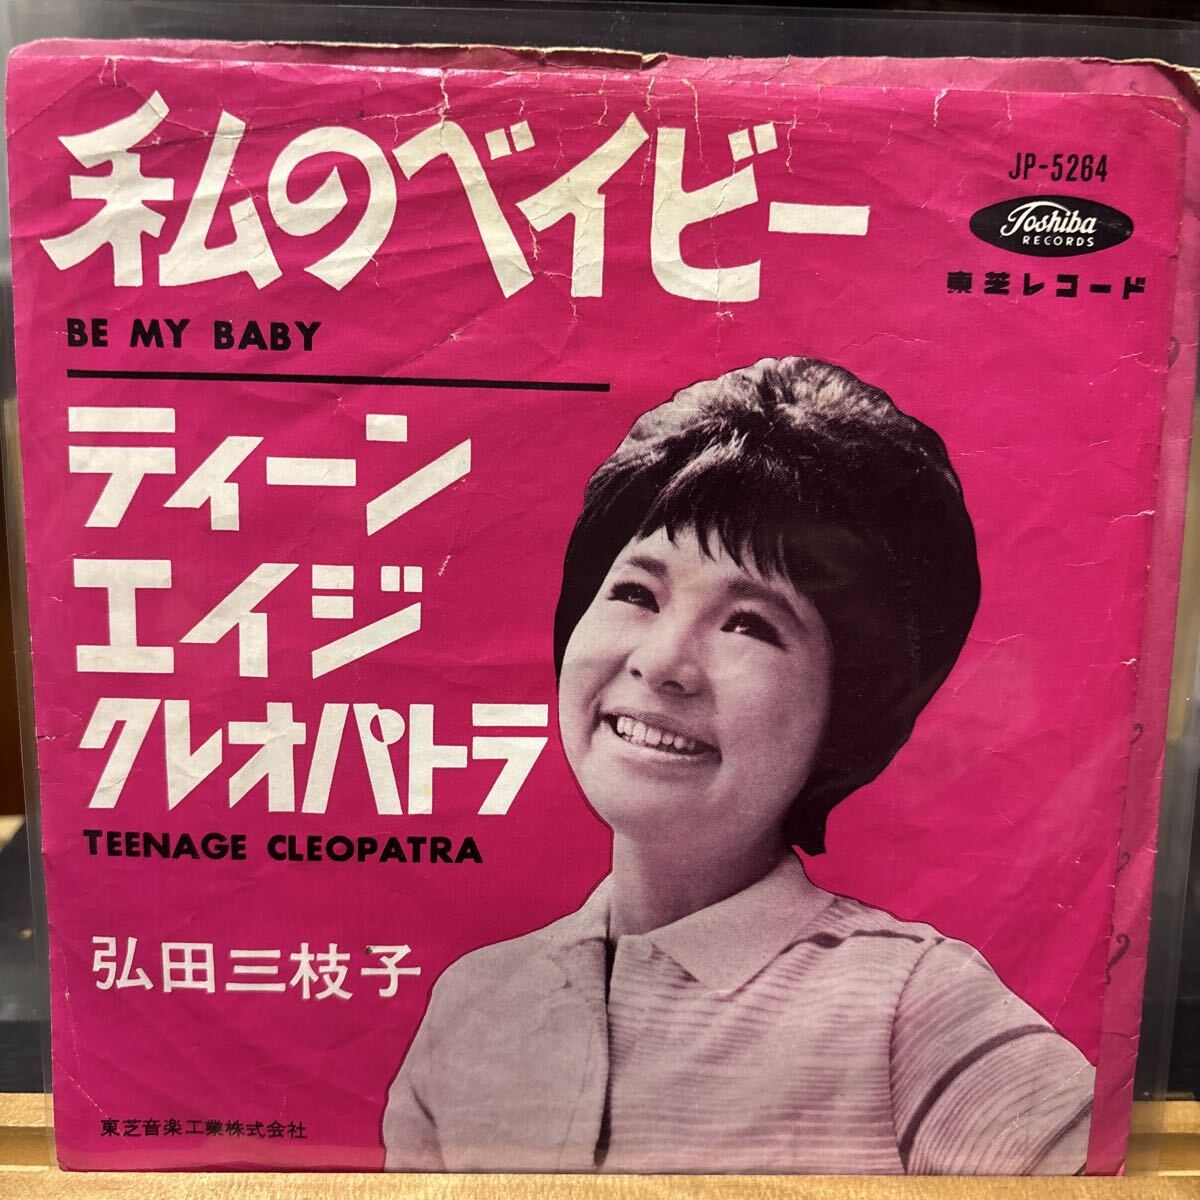 私のベイビー
BE MY BABY
JP-5264
Toshiba
RECORDS
東芝レコード
ティーン
エイジ
クレオパトラ
TEENAGE CLEOPATRA
弘田三枝子
東芝音楽工業株式会社